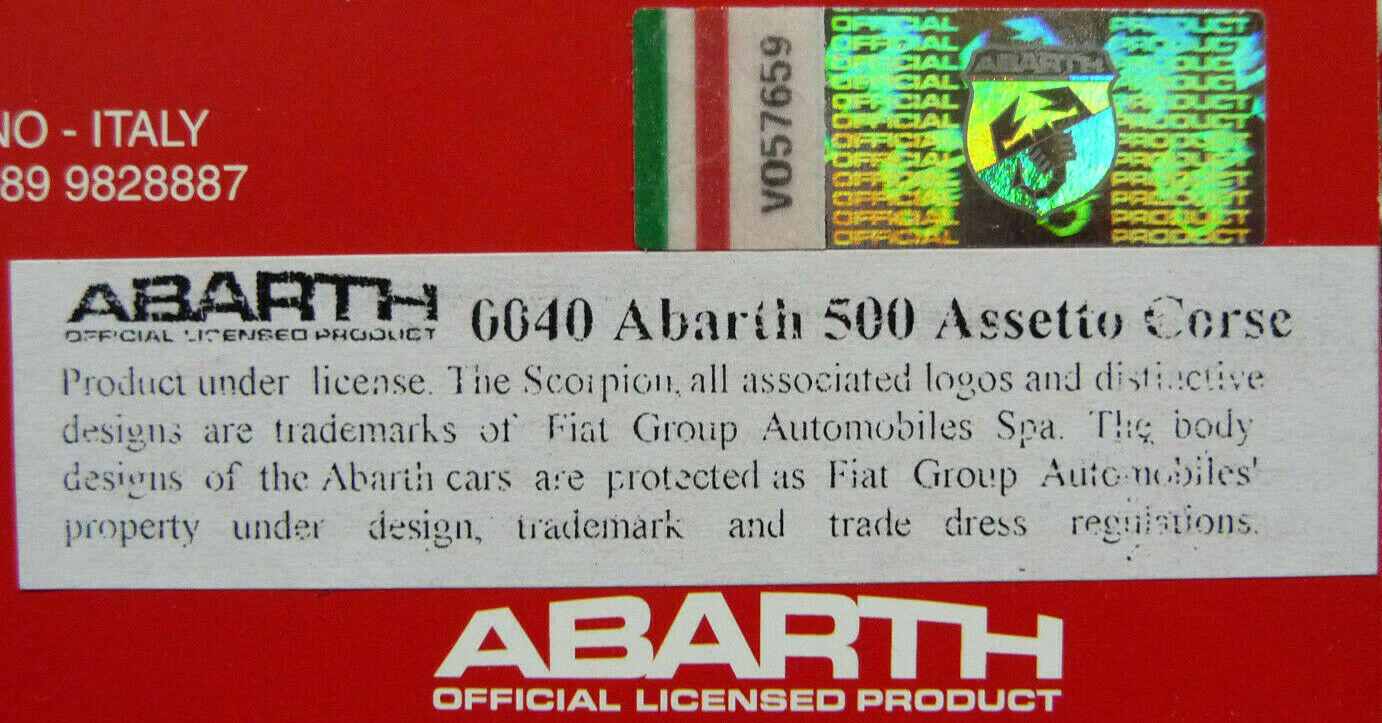 NO - ITALY
89 9828887
V057659
OFFICIAL PRODUCT
ABARTH
ABARTH
OFFICIAL LICENSED PRODUCT
6040 Abarth 500 Assetto Corse
Product under license. The Scorpion, all associated logos and distinctive
designs are trademarks of Fiat Group Automobiles Spa. The body
designs of the Abarth cars are protected as Fiat Group Automobiles'
property under design, trademark and trade dress regulations.
ABARTH
OFFICIAL LICENSED PRODUCT